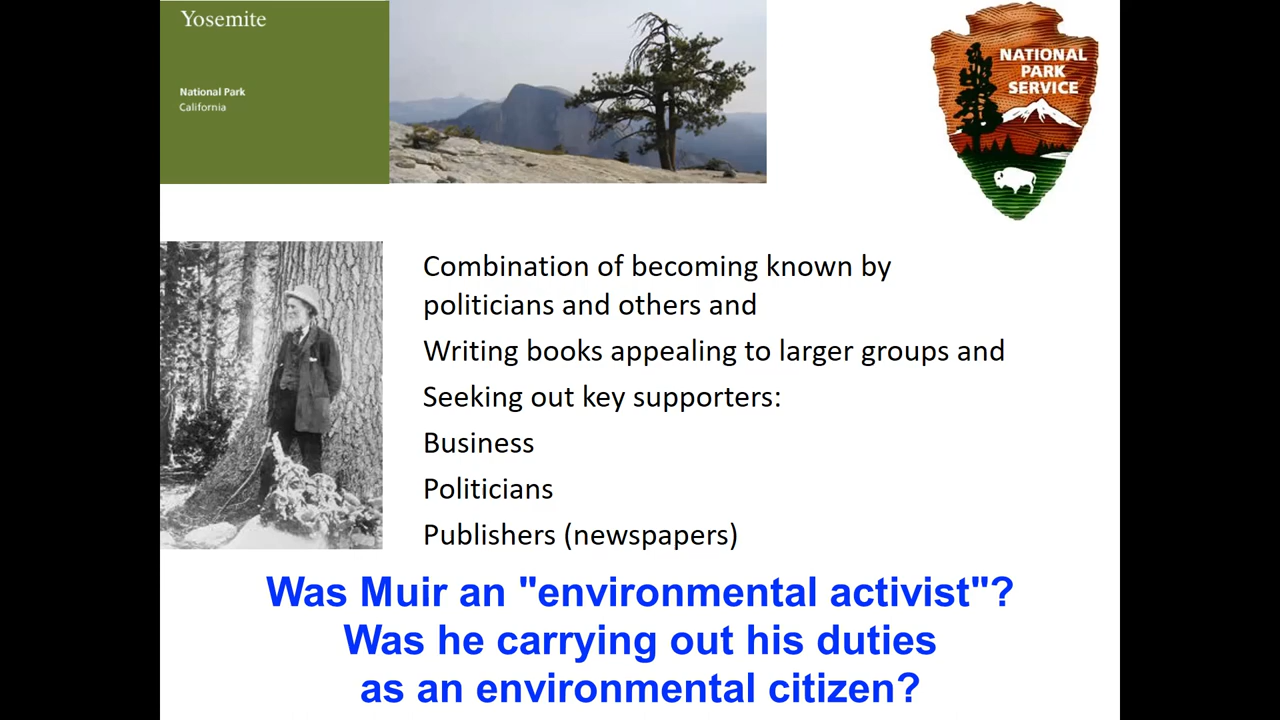 Yosemite
National Park
California
NATIONAL
PARK
SERVICE
Combination of becoming known by
politicians and others and
Writing books appealing to larger groups and
Seeking out key supporters:
Business
Politicians
Publishers (newspapers)
Was Muir an "environmental activist"?
Was he carrying out his duties
as an environmental citizen?